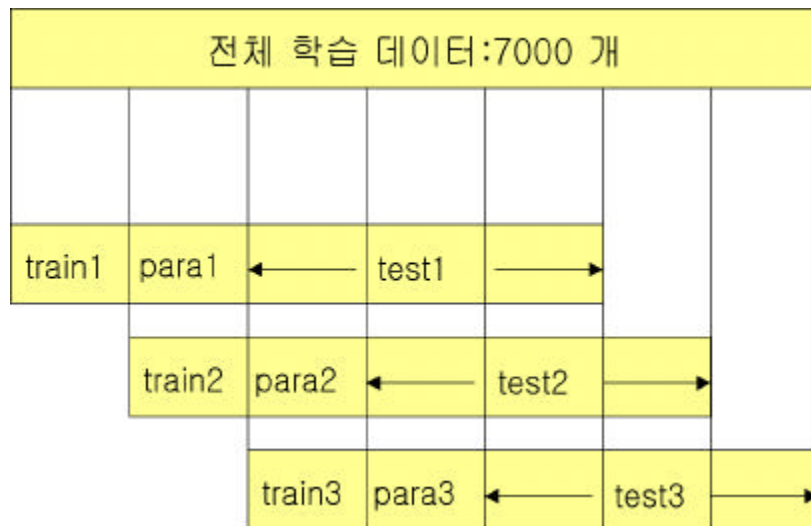 전체 학습 데이터:7000 개
train1 para1 test1
train2 para2 test2
train3 para3 test3